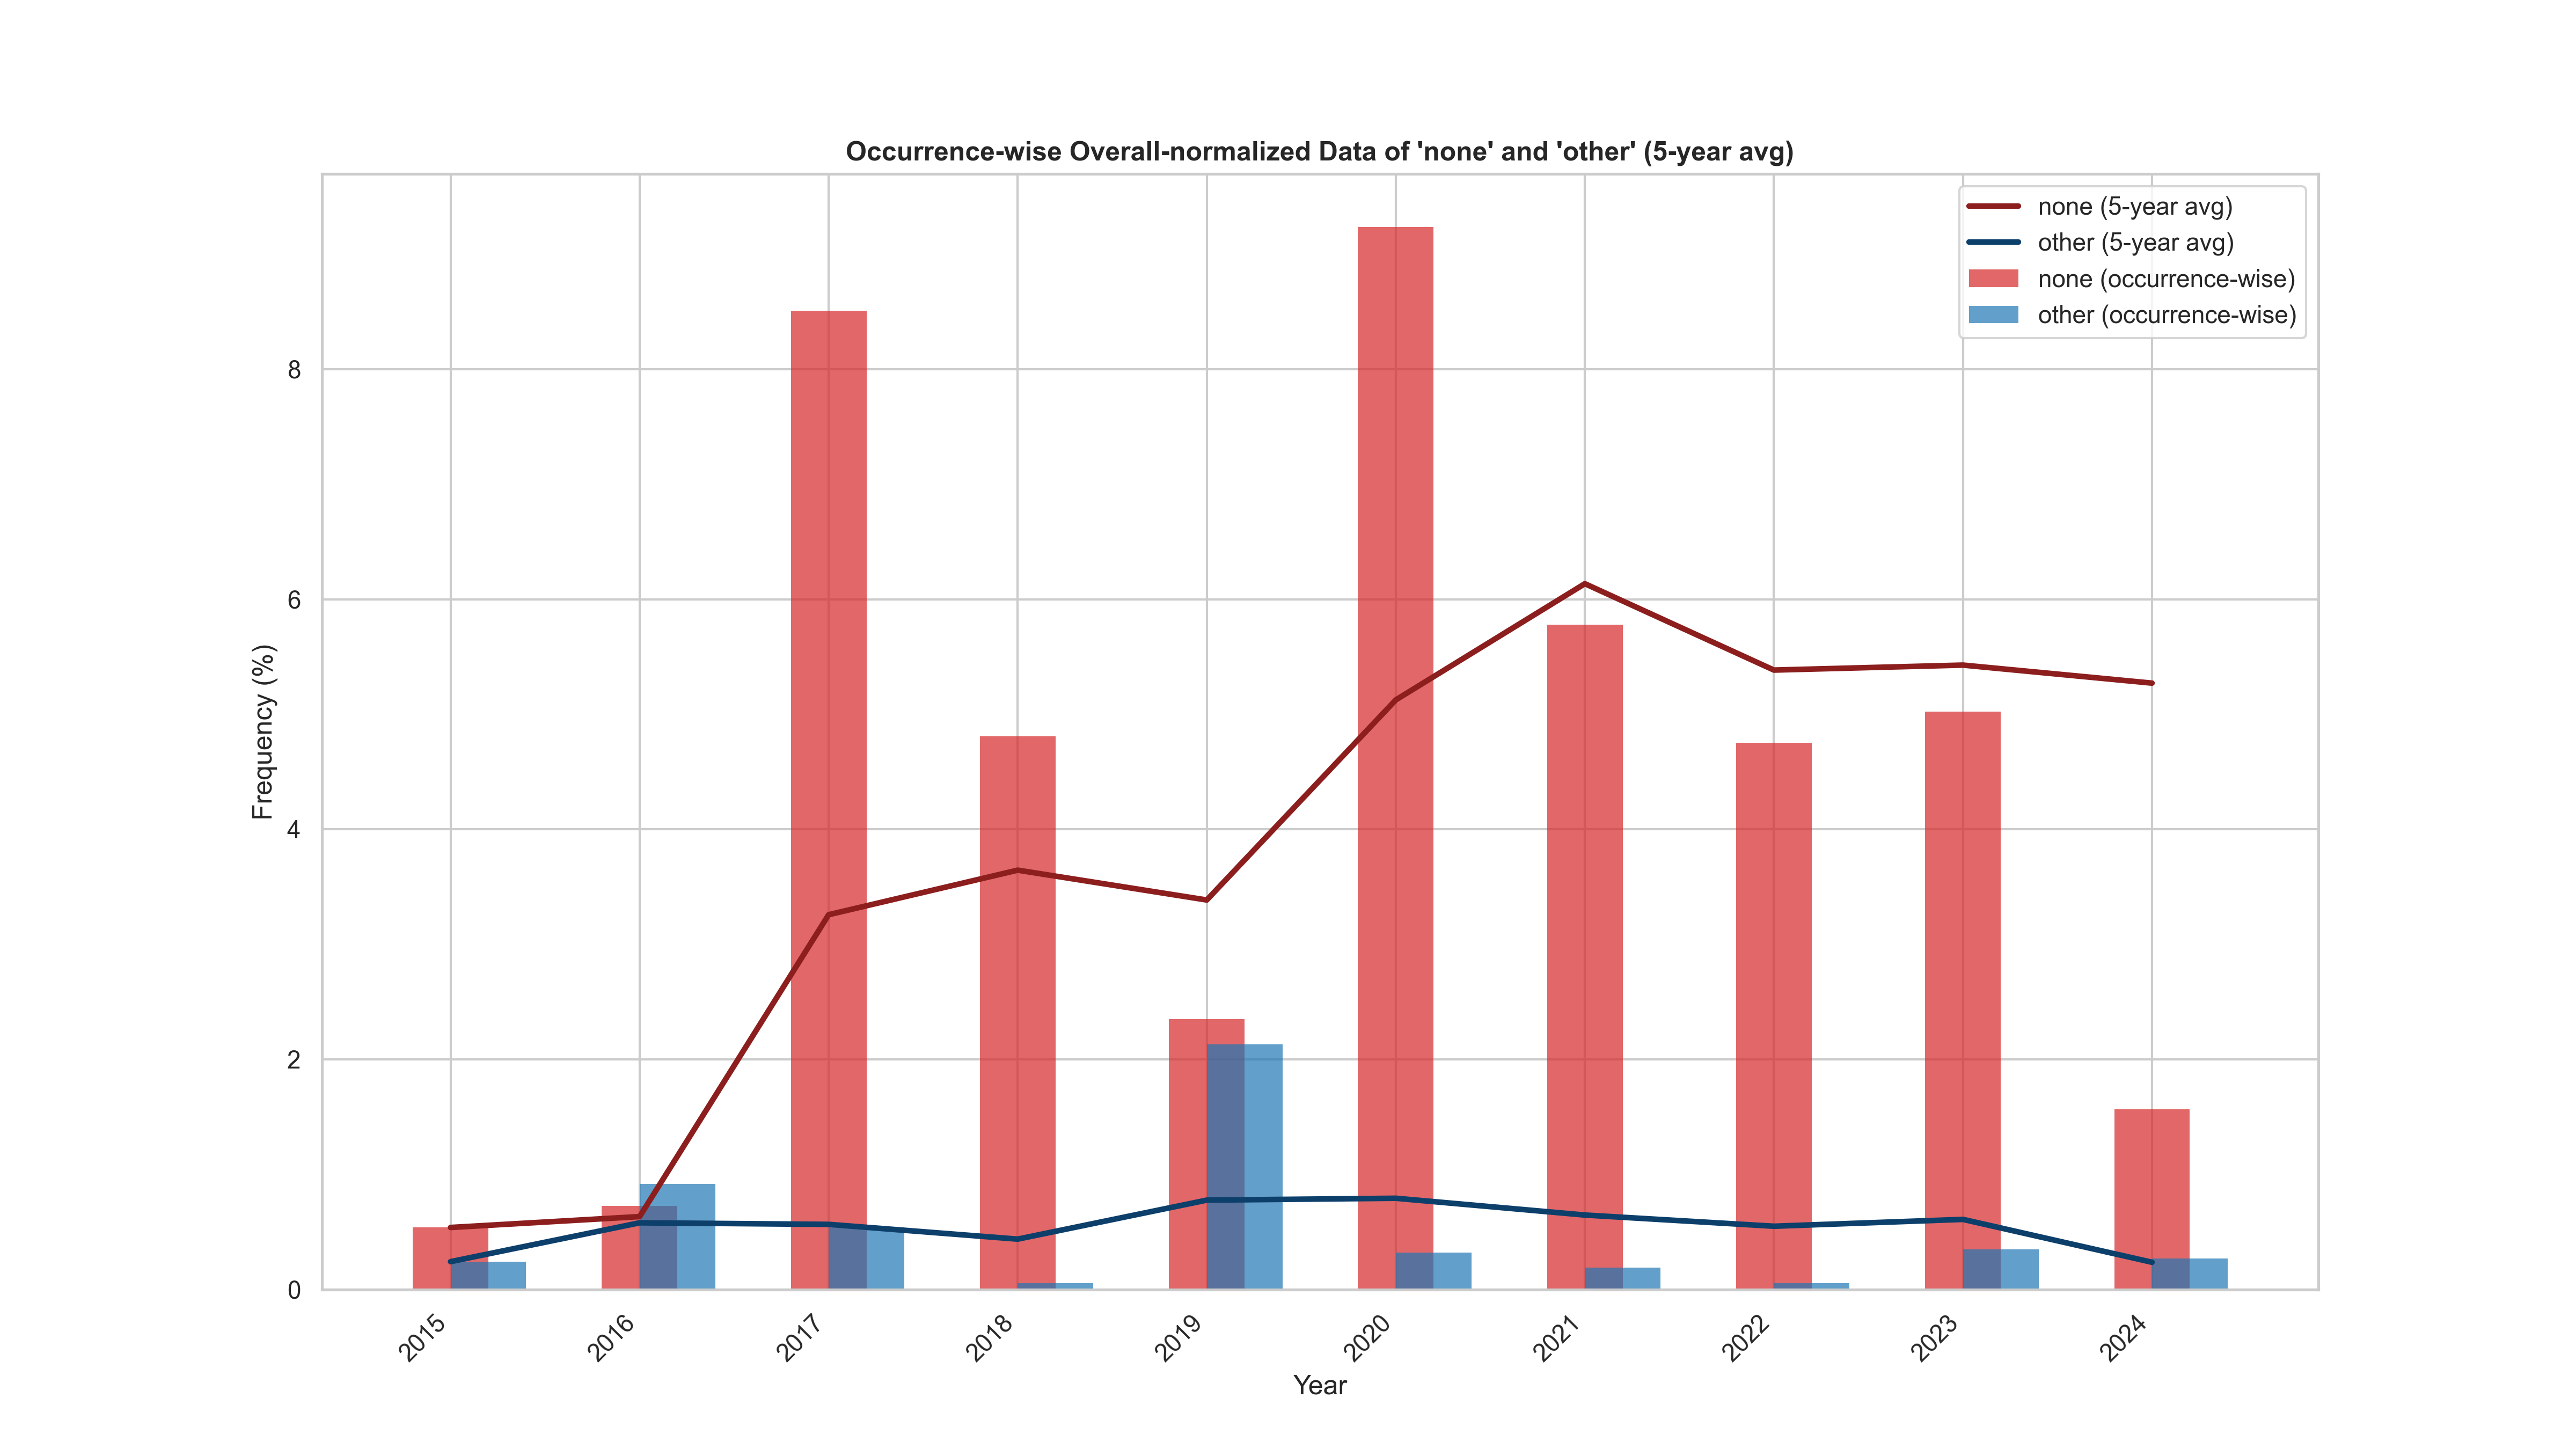 Occurrence-wise Overall-normalized Data of 'none' and 'other' (5-year avg)
none (5-year avg)
other (5-year avg)
none (occurrence-wise)
other (occurrence-wise)
8
6
4
2
0
Frequency (%)
2015
2016
2017
2018
2019
2020
2021
2022
2023
2024
Year